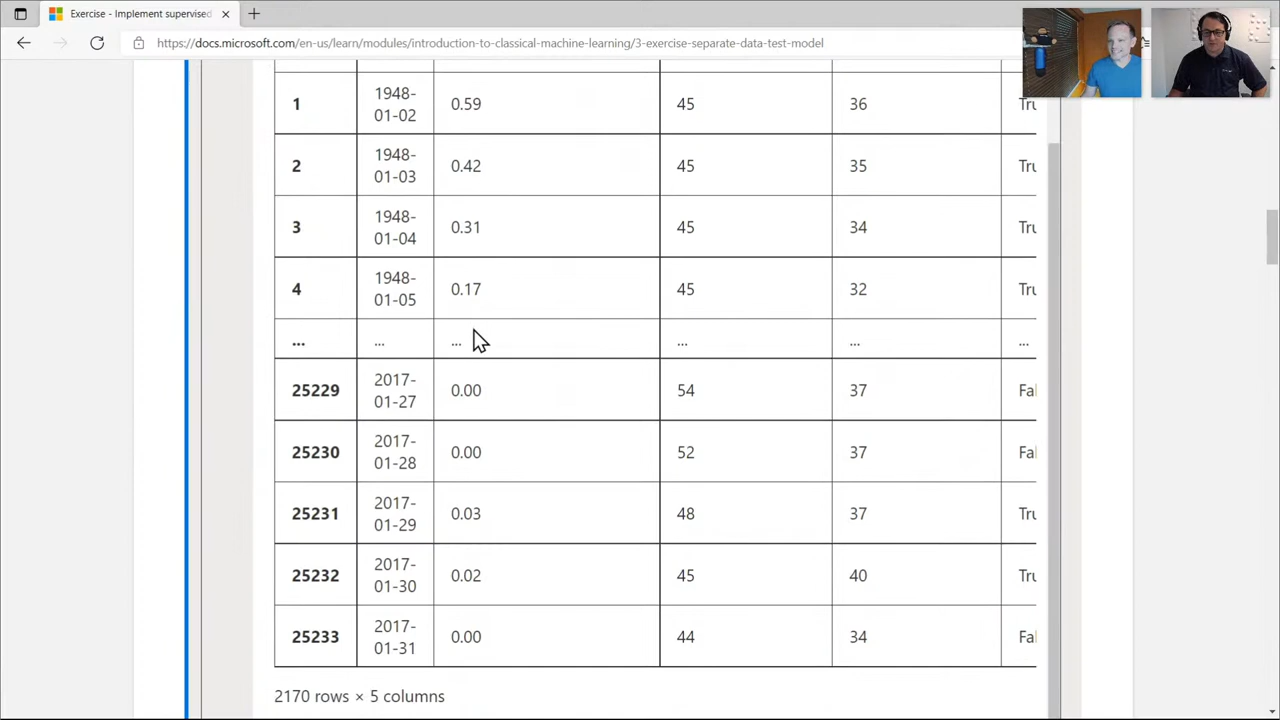 Exercise - Implement supervised
https://docs.microsoft.com/en-us/learn/modules/introduction-to-classical-machine-learning/3-exercise-separate-data-test-model
1 1948-01-02 0.59 45 36 Tru
2 1948-01-03 0.42 45 35 Tru
3 1948-01-04 0.31 45 34 Tru
4 1948-01-05 0.17 45 32 Tru
... ... ... ... ... ...
25229 2017-01-27 0.00 54 37 Fal
25230 2017-01-28 0.00 52 37 Fal
25231 2017-01-29 0.03 48 37 Tru
25232 2017-01-30 0.02 45 40 Tru
25233 2017-01-31 0.00 44 34 Fal
2170 rows × 5 columns